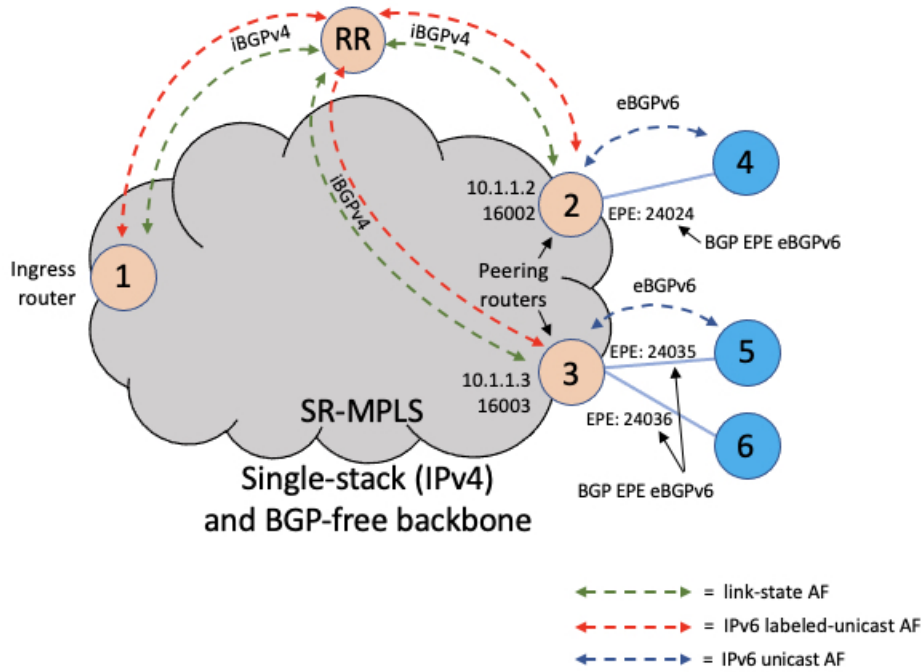 iBGPv4
RR
iBGPv4
eBGPv6
4
10.1.1.2
16002
2
EPE: 24024
BGP EPE eBGPv6
iBGPv4
Ingress
router
1
Peering
routers
eBGPv6
10.1.1.3
16003
3
EPE: 24035
5
EPE: 24036
6
BGP EPE eBGPv6
SR-MPLS
Single-stack (IPv4)
and BGP-free backbone
= link-state AF
= IPv6 labeled-unicast AF
= IPv6 unicast AF